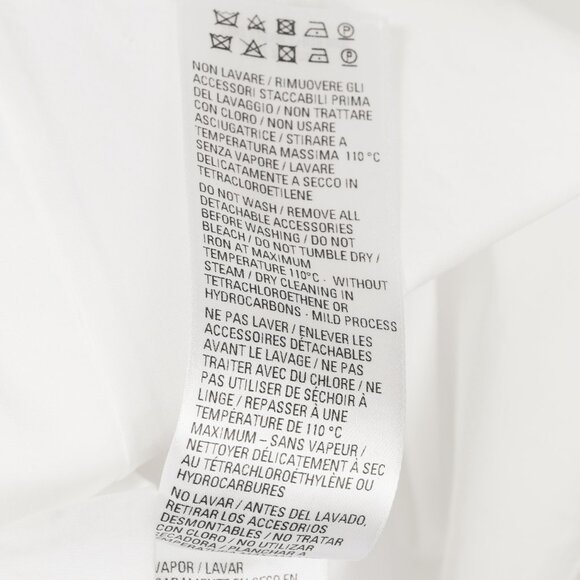 NON LAVARE / RIMUOVERE GLI
ACCESSORI STACCABILI PRIMA
DEL LAVAGGIO / NON TRATTARE
CON CLORO / NON USARE
ASCIUGATRICE / STIRARE A
TEMPERATURA MASSIMA 110 °C
SENZA VAPORE / LAVARE
DELICATAMENTE A SECCO IN
TETRACLOROETILENE
DO NOT WASH / REMOVE ALL
DETACHABLE ACCESSORIES
BEFORE WASHING / DO NOT
BLEACH / DO NOT TUMBLE DRY /
IRON AT MAXIMUM
TEMPERATURE 110°C - WITHOUT
STEAM / DRY CLEANING IN
TETRACHLOROETHENE OR
HYDROCARBONS - MILD PROCESS
NE PAS LAVER / ENLEVER LES
ACCESSOIRES DÉTACHABLES
AVANT LE LAVAGE / NE PAS
TRAITER AVEC DU CHLORE / NE
PAS UTILISER DE SÉCHOIR À
LINGE / REPASSER À UNE
TEMPÉRATURE DE 110 °C
MAXIMUM – SANS VAPEUR /
NETTOYER DÉLICATEMENT À SEC
AU TÉTRACHLOROÉTHYLÈNE OU
HYDROCARBURES
NO LAVAR / ANTES DEL LAVADO,
RETIRAR LOS ACCESORIOS
DESMONTABLES / NO TRATAR
CON CLORO / NO UTILIZAR
SECADORA / PLANCHAR A
VAPOR / LAVAR